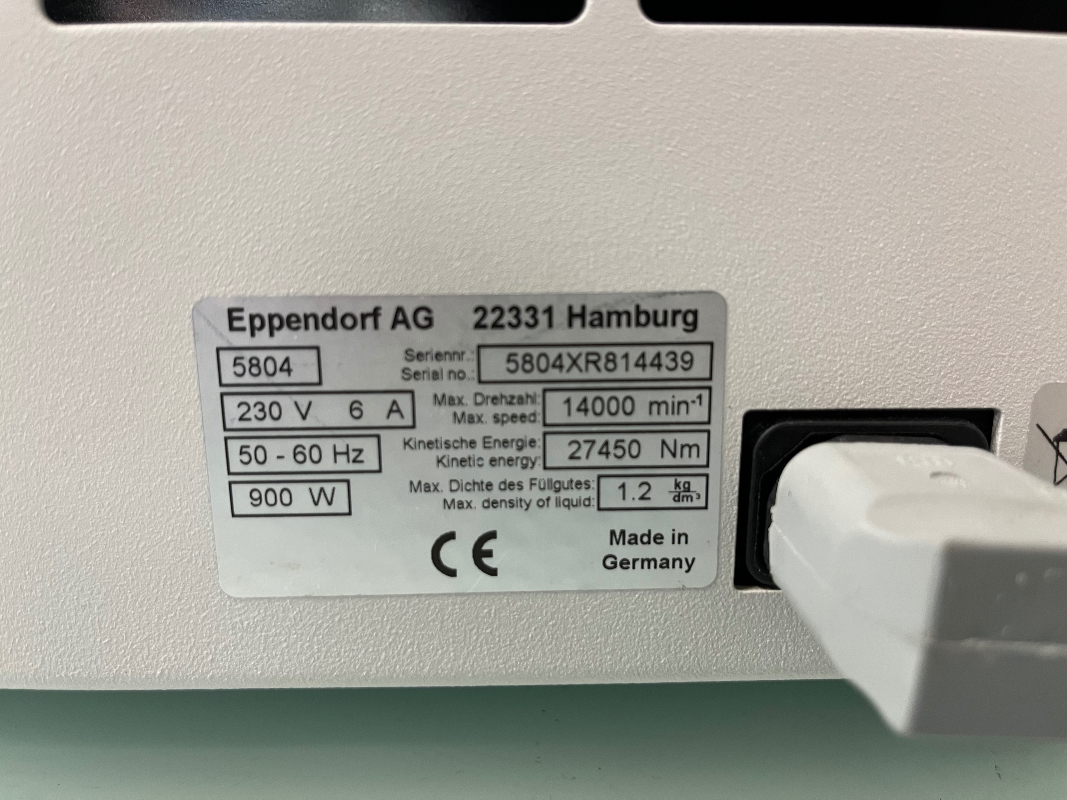 Eppendorf AG 22331 Hamburg
5804 Seriennr.: Serial no.: 5804XR814439
230 V 6 A Max. Drehzahl: Max. speed: 14000 min⁻¹
50 - 60 Hz Kinetische Energie: Kinetic energy: 27450 Nm
900 W Max. Dichte des Füllgutes: Max. density of liquid: 1.2 kg/dm³
CE Made in
Germany